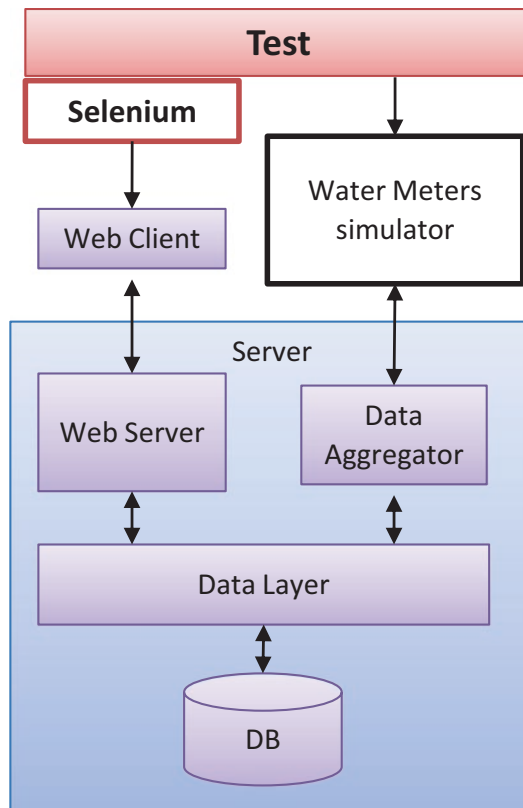 Test
Selenium
Water Meters
simulator
Web Client
Server
Web Server
Data
Aggregator
Data Layer
DB